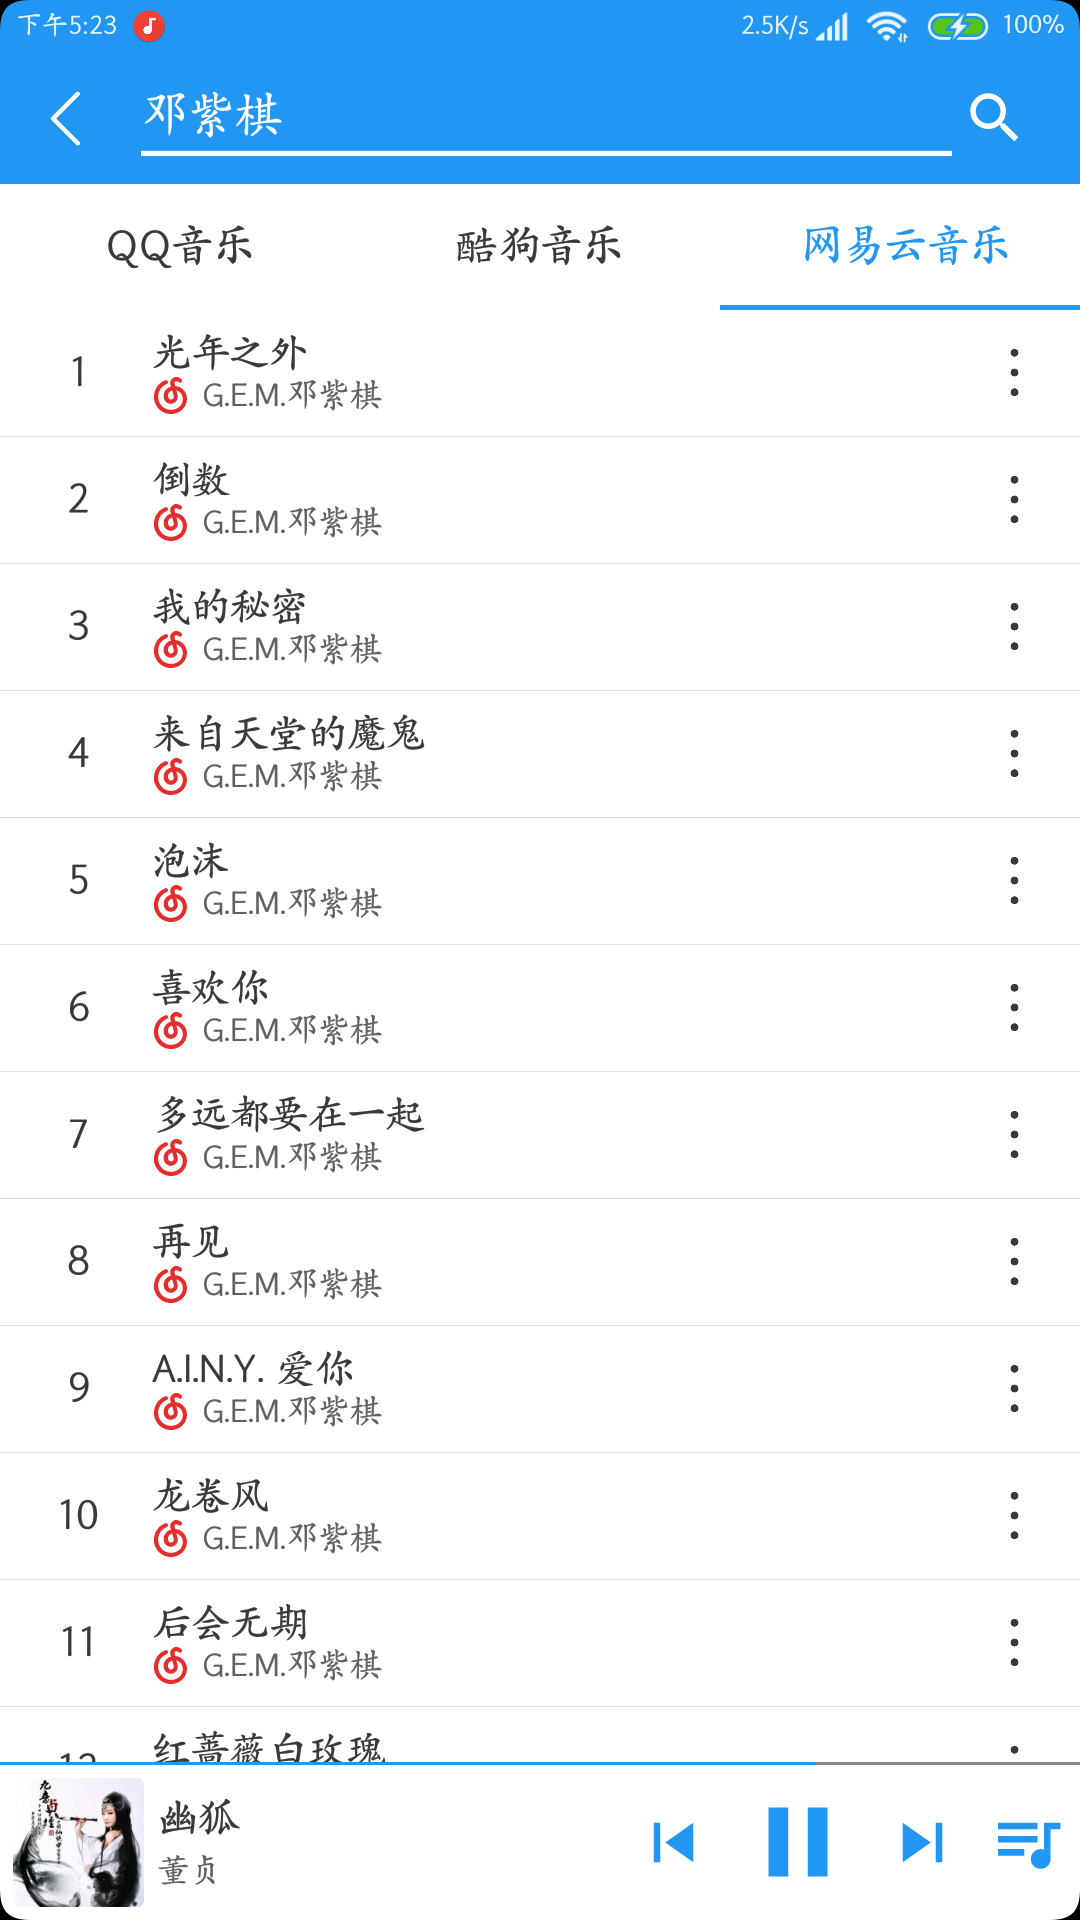 下午5:23
2.5K/s
100%
邓紫棋
QQ音乐
酷狗音乐
网易云音乐
1
光年之外
G.E.M.邓紫棋
2
倒数
G.E.M.邓紫棋
3
我的秘密
G.E.M.邓紫棋
4
来自天堂的魔鬼
G.E.M.邓紫棋
5
泡沫
G.E.M.邓紫棋
6
喜欢你
G.E.M.邓紫棋
7
多远都要在一起
G.E.M.邓紫棋
8
再见
G.E.M.邓紫棋
9
A.I.N.Y. 爱你
G.E.M.邓紫棋
10
龙卷风
G.E.M.邓紫棋
11
后会无期
G.E.M.邓紫棋
12
红蔷薇白玫瑰
幽狐
董贞